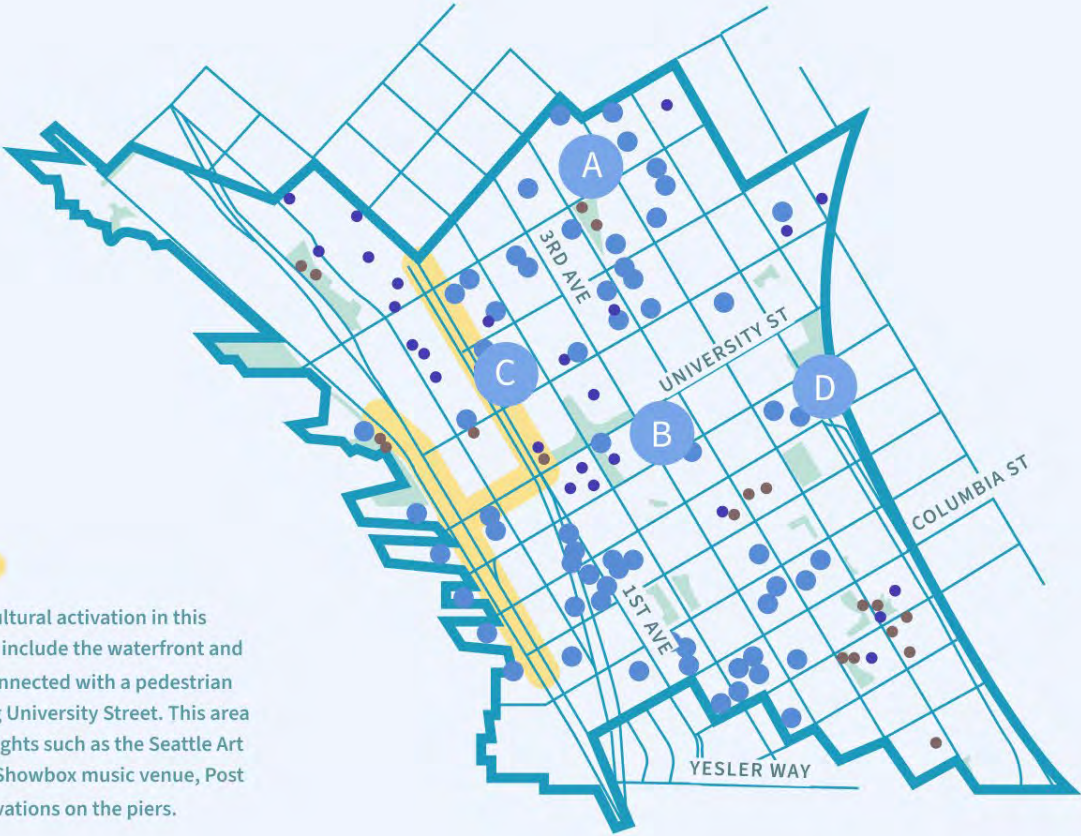 A
3RD AVE
UNIVERSITY ST
C
D
B
COLUMBIA ST
1ST AVE
YESLER WAY
ltural activation in this
include the waterfront and
nnected with a pedestrian
g University Street. This area
ghts such as the Seattle Art
Showbox music venue, Post
vations on the piers.